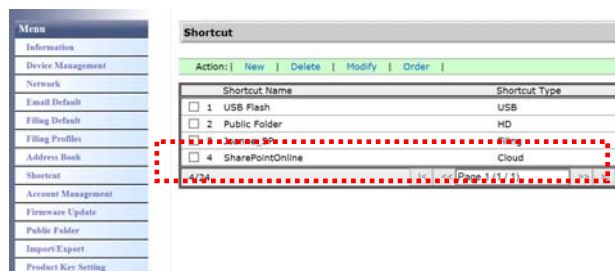 Menu
Information
Device Management
Network
Email Default
Filing Default
Filing Profiles
Address Book
Shortcut
Account Management
Firmware Update
Public Folder
Import/Export
Product Key Setting
Shortcut
Action: | New | Delete | Modify | Order |
Shortcut Name Shortcut Type
1 USB Flash USB
2 Public Folder HD
3 Joanne_SP Filing
4 SharePointOnline Cloud
4/24 |< << Page 1 (1 / 1) >>